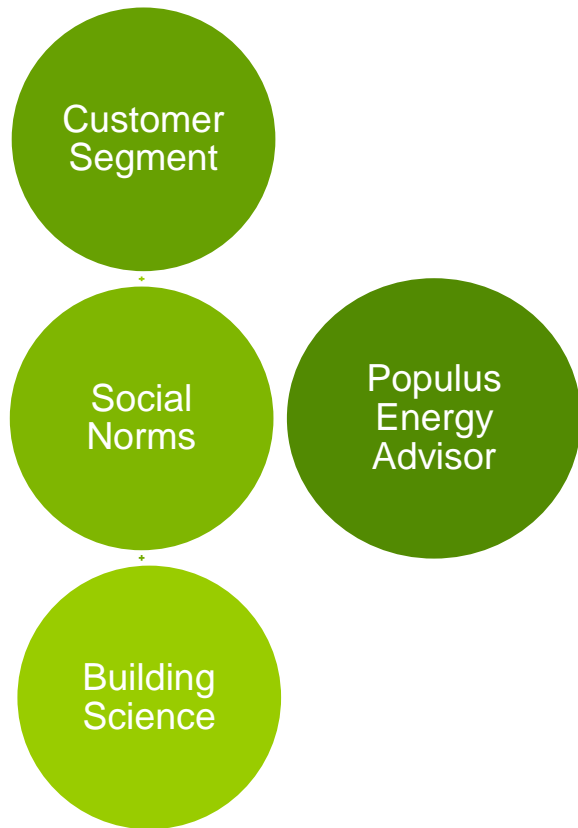 Customer
Segment
+
Social
Norms
+
Building
Science
Populus
Energy
Advisor